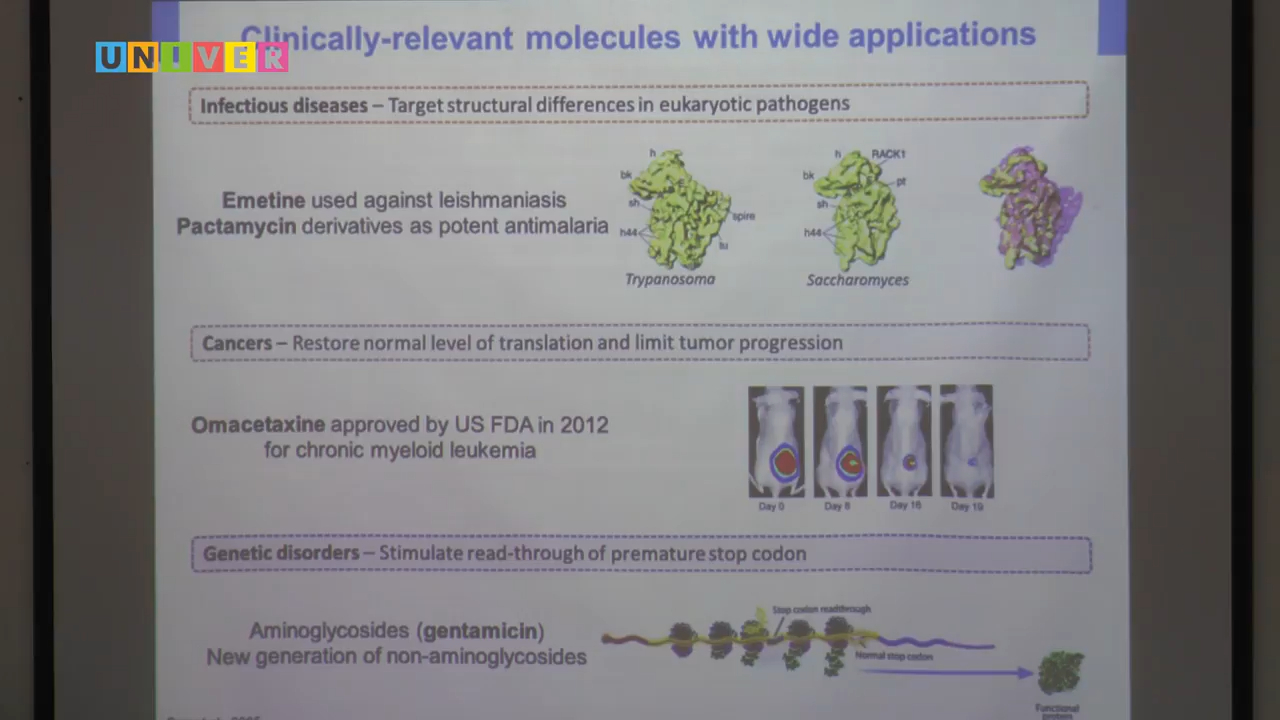 Clinically-relevant molecules with wide applications
UNIVER
Infectious diseases – Target structural differences in eukaryotic pathogens
Emetine used against leishmaniasis
Pactamycin derivatives as potent antimalaria
h
bk
sh
h44
spire
tu
Trypanosoma
h
RACK1
bk
pt
sh
h44
Saccharomyces
Cancers – Restore normal level of translation and limit tumor progression
Omacetaxine approved by US FDA in 2012
for chronic myeloid leukemia
Day 0
Day 8
Day 16
Day 19
Genetic disorders – Stimulate read-through of premature stop codon
Aminoglycosides (gentamicin)
New generation of non-aminoglycosides
Stop codon readthrough
Normal stop codon
Functional
protein